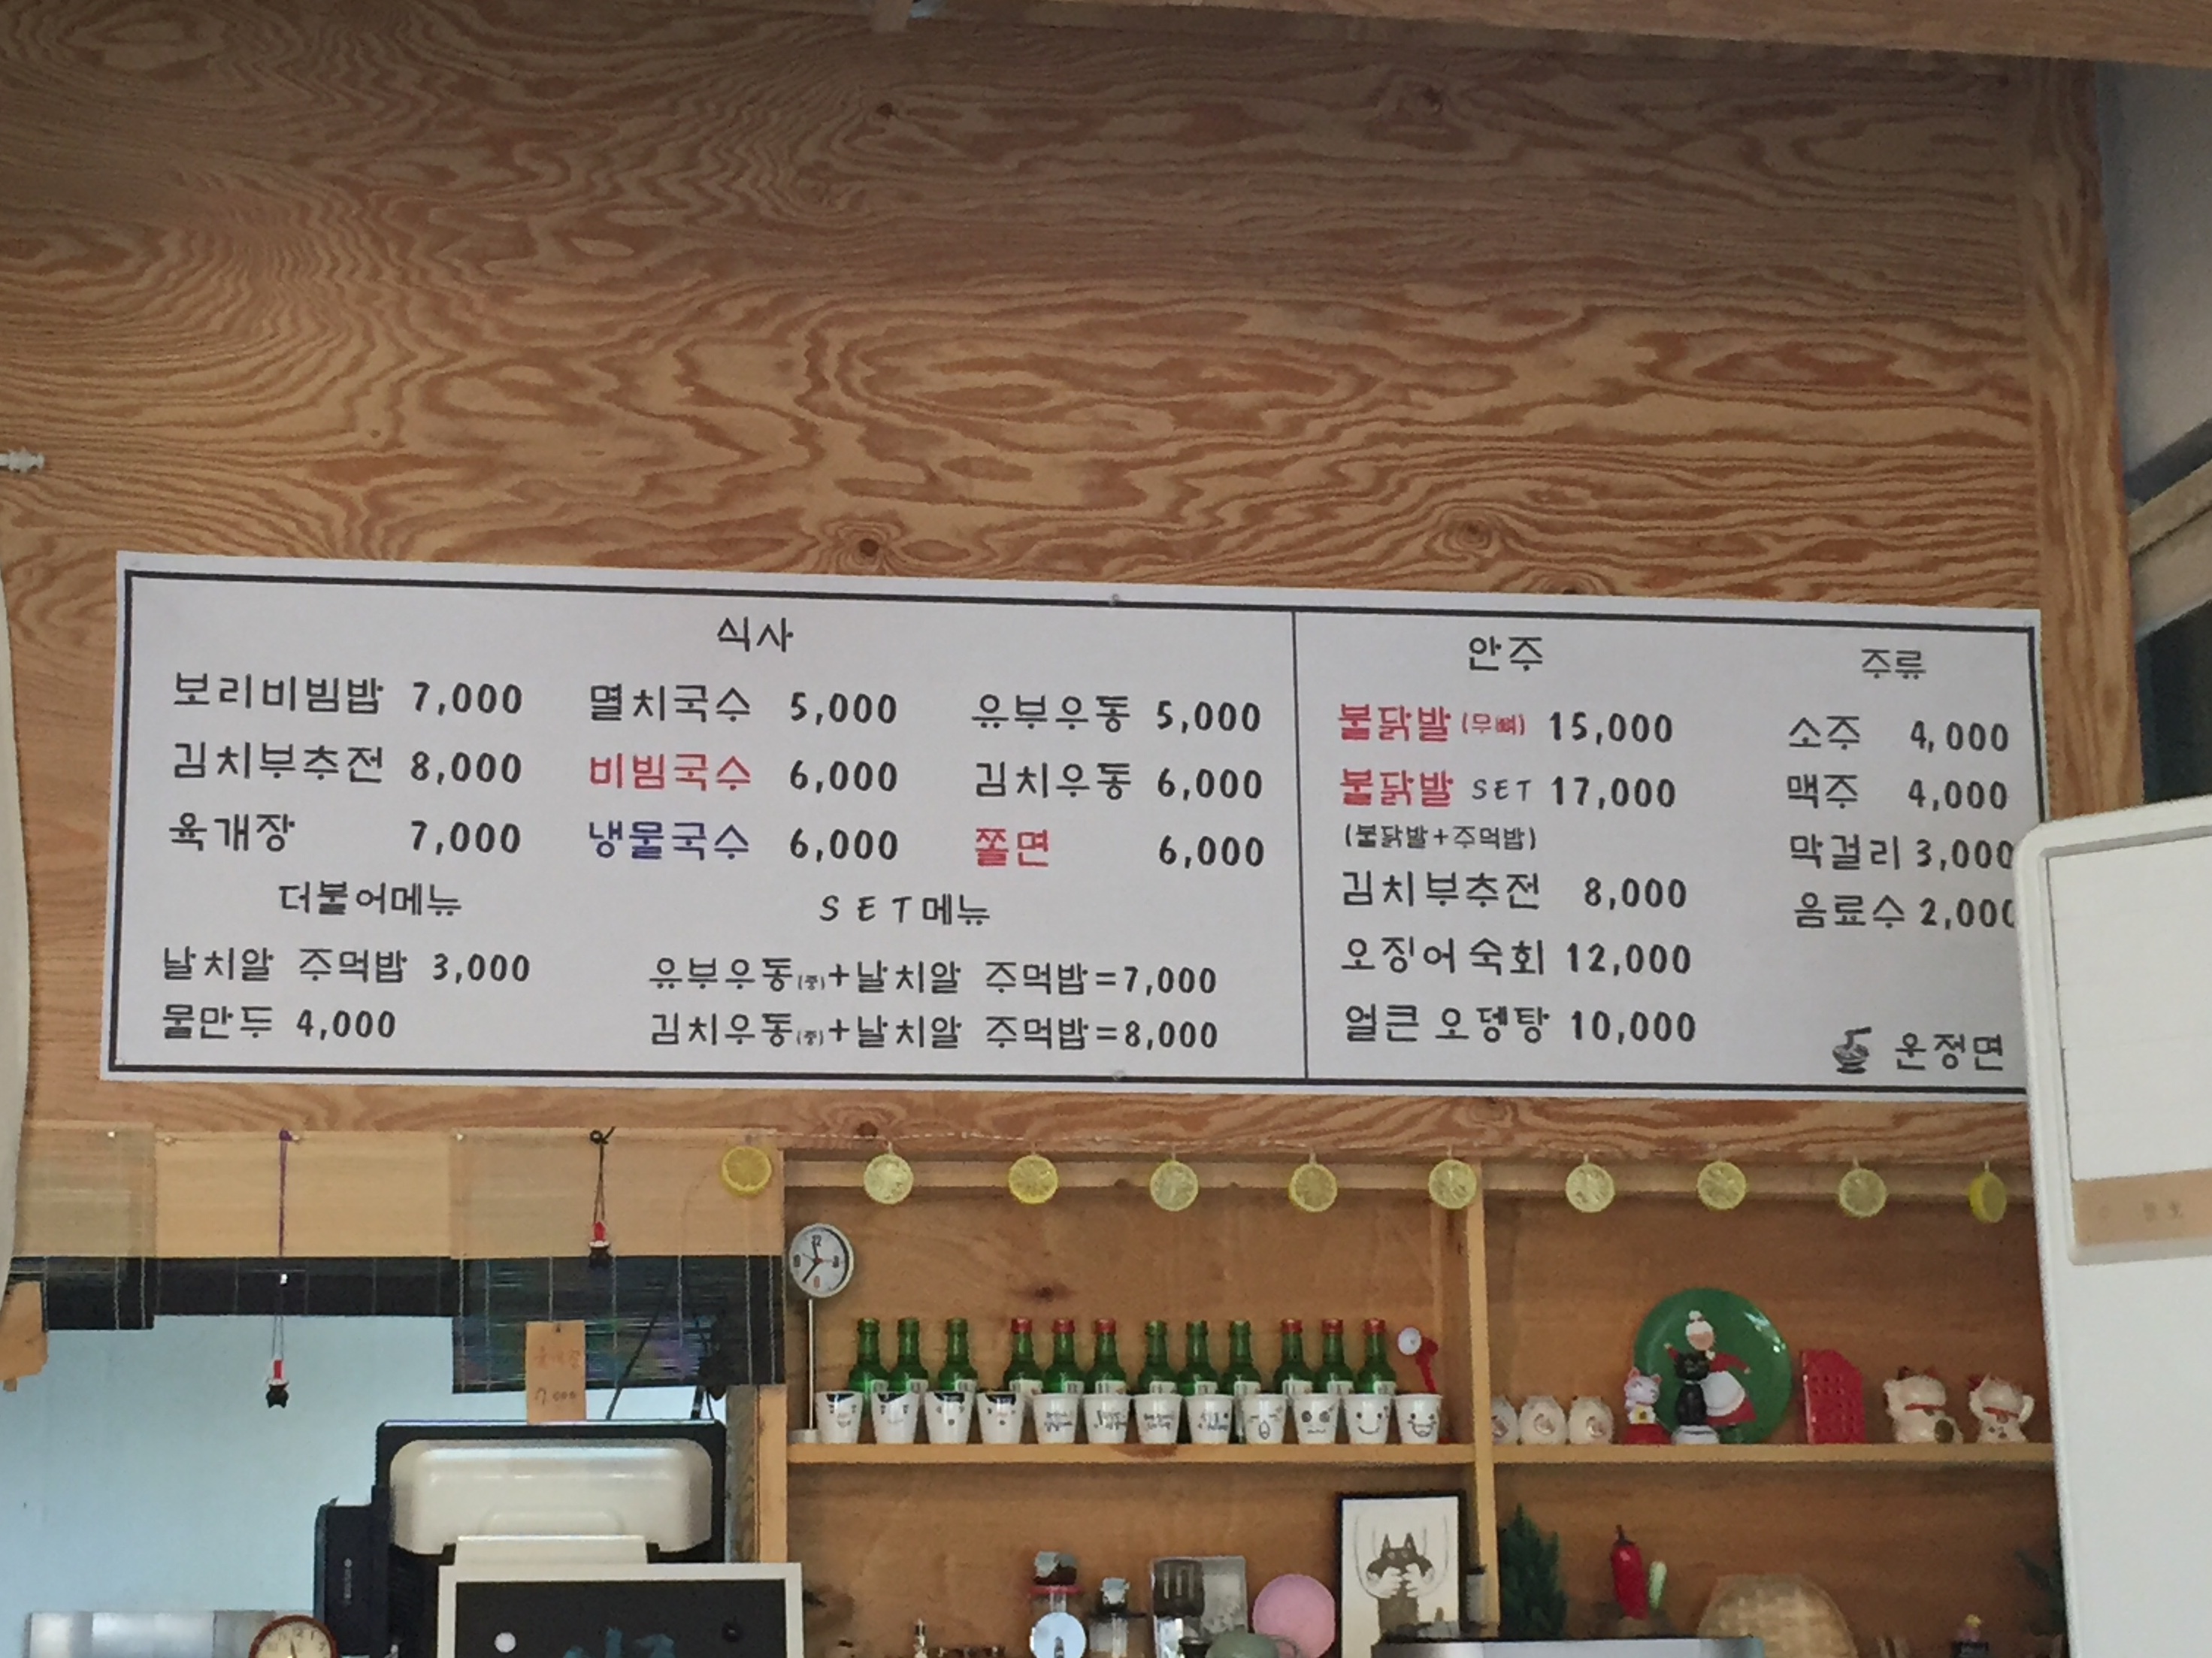 식사
보리비빔밥 7,000 멸치국수 5,000 유부우동 5,000
김치부추전 8,000 비빔국수 6,000 김치우동 6,000
육개장 7,000 냉물국수 6,000 쫄면 6,000
더불어메뉴
날치알 주먹밥 3,000
물만두 4,000
SET메뉴
유부우동(중)+날치알 주먹밥=7,000
김치우동(중)+날치알 주먹밥=8,000
안주
불닭발(무뼈) 15,000
불닭발 SET 17,000
(불닭발+주먹밥)
김치부추전 8,000
오징어숙회 12,000
얼큰오뎅탕 10,000
주류
소주 4,000
맥주 4,000
막걸리 3,000
음료수 2,000
운정면